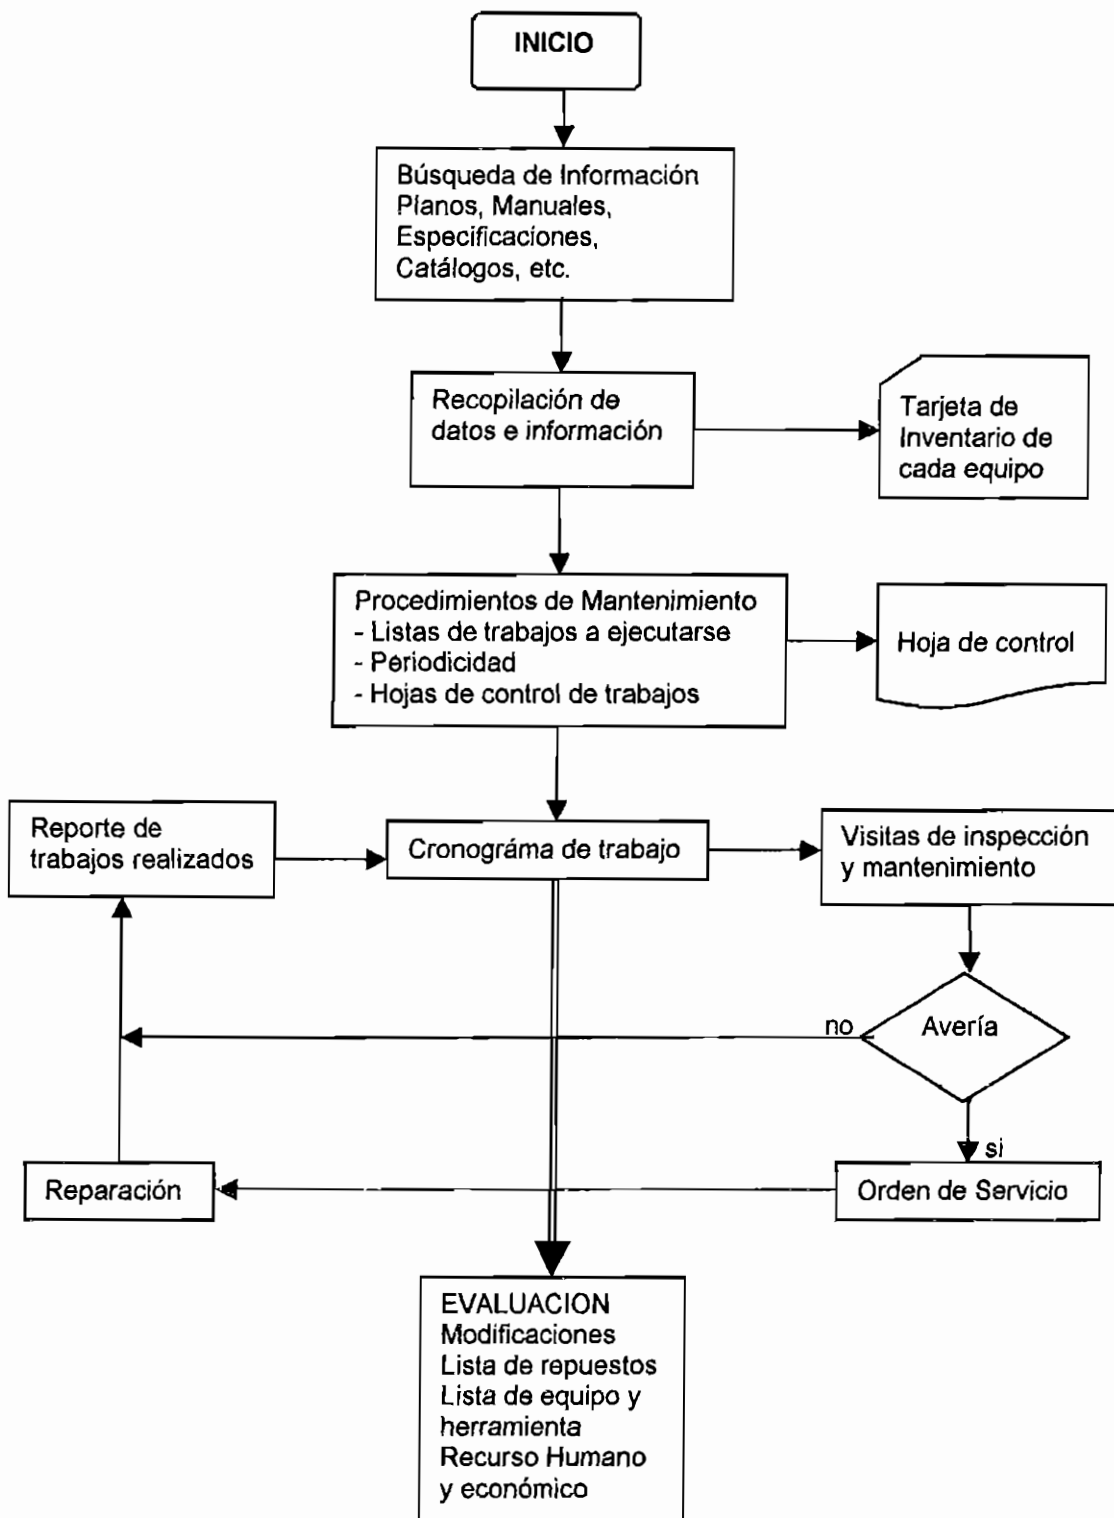 INICIO
Búsqueda de Información
Planos, Manuales,
Especificaciones,
Catálogos, etc.
Recopilación de
datos e información
Tarjeta de
Inventario de
cada equipo
Procedimientos de Mantenimiento
- Listas de trabajos a ejecutarse
- Periodicidad
- Hojas de control de trabajos
Hoja de control
Reporte de
trabajos realizados
Cronográma de trabajo
Visitas de inspección
y mantenimiento
no
Avería
si
Reparación
Orden de Servicio
EVALUACION
Modificaciones
Lista de repuestos
Lista de equipo y
herramienta
Recurso Humano
y económico